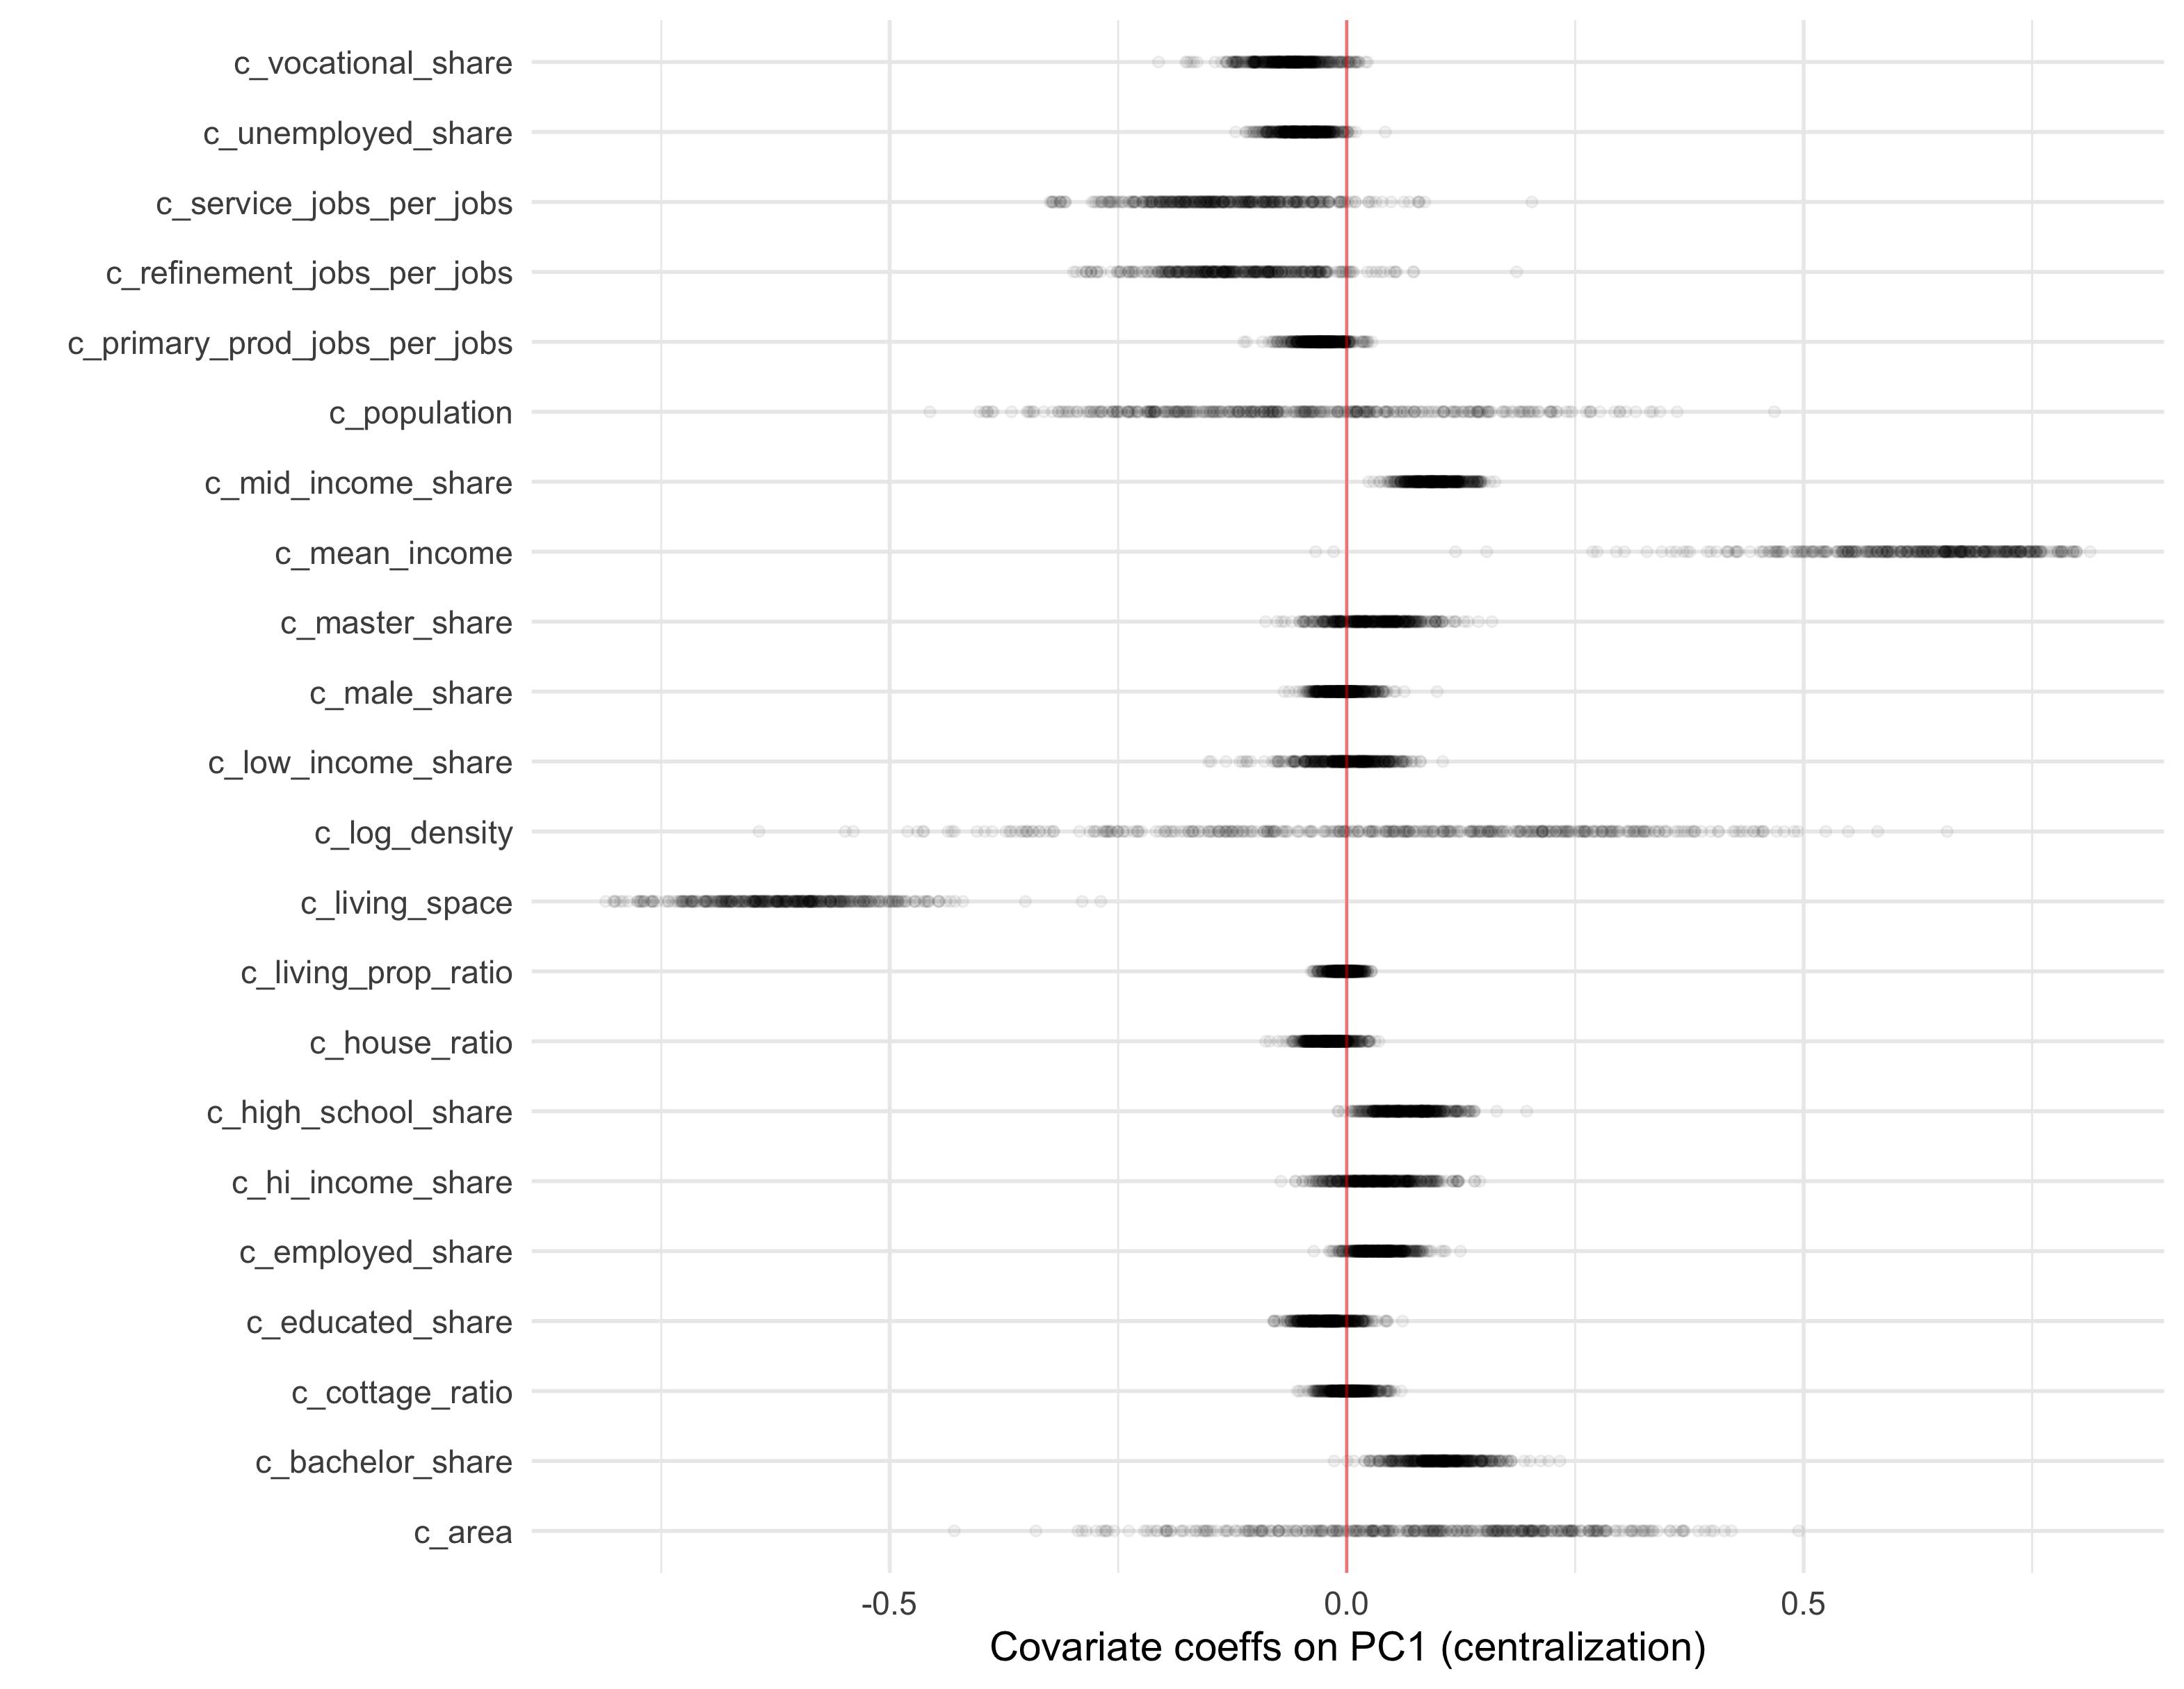 c_vocational_share
c_unemployed_share
c_service_jobs_per_jobs
c_refinement_jobs_per_jobs
c_primary_prod_jobs_per_jobs
c_population
c_mid_income_share
c_mean_income
c_master_share
c_male_share
c_low_income_share
c_log_density
c_living_space
c_living_prop_ratio
c_house_ratio
c_high_school_share
c_hi_income_share
c_employed_share
c_educated_share
c_cottage_ratio
c_bachelor_share
c_area
-0.5 0.0 0.5
Covariate coeffs on PC1 (centralization)